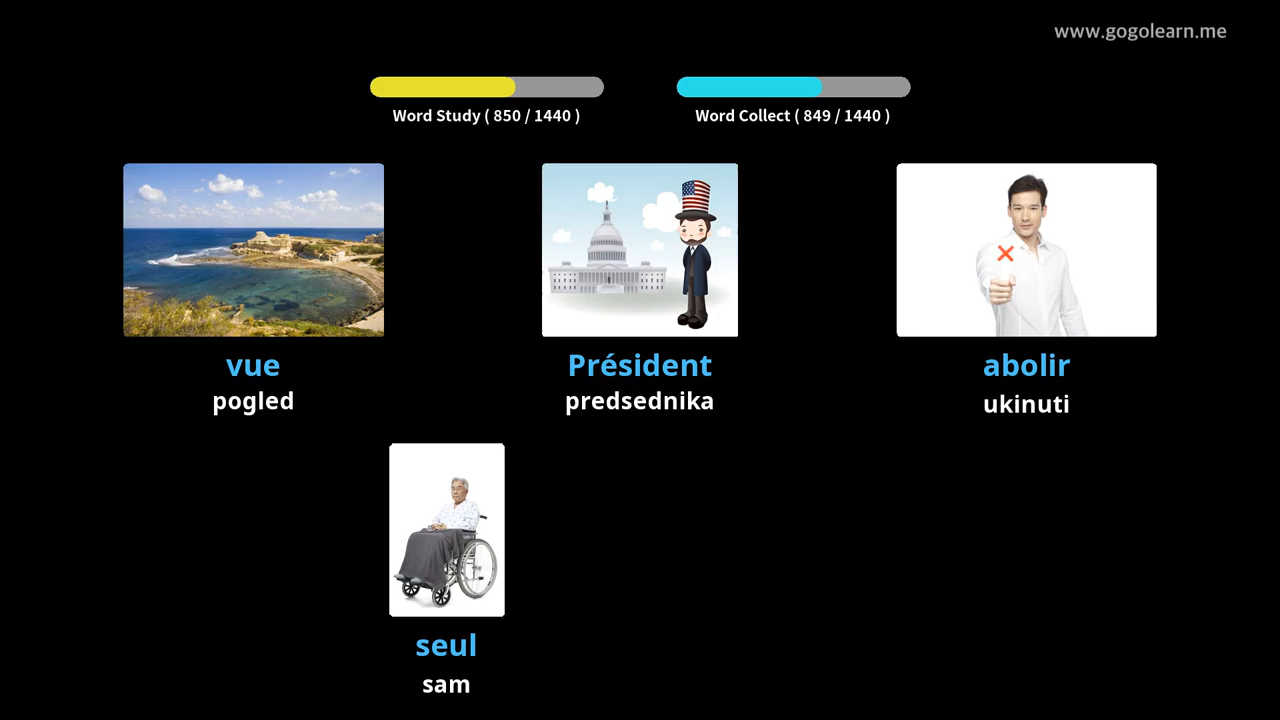 www.gogolearn.me
Word Study ( 850 / 1440 )
Word Collect ( 849 / 1440 )
vue
pogled
Président
predsednika
abolir
ukinuti
seul
sam